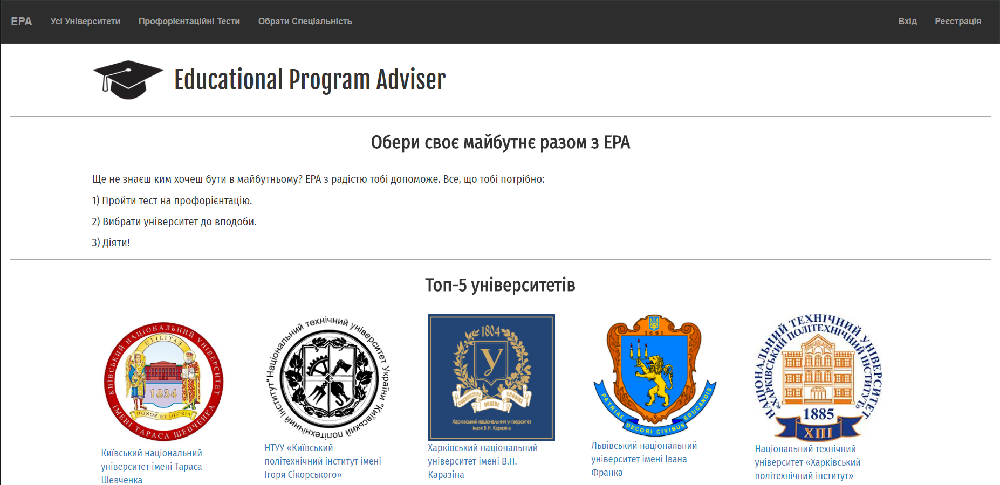 EPA Усі Університети Профорієнтаційні Тести Обрати Спеціальність Вхід Реєстрація
Educational Program Adviser
Обери своє майбутнє разом з EPA
Ще не знаєш ким хочеш бути в майбутньому? EPA з радістю тобі допоможе. Все, що тобі потрібно:
1) Пройти тест на профорієнтацію.
2) Вибрати університет до вподоби.
3) Діяти!
Топ-5 університетів
КИЇВСЬКИЙ НАЦІОНАЛЬНИЙ УНІВЕРСИТЕТ
ІМЕНІ ТАРАСА ШЕВЧЕНКА
UTILITAS
1834
HONOR ET GLORIA
Київський національний
університет імені Тараса
Шевченка
Національний технічний університет України "Київський політехнічний інститут"
НТУУ «Київський
політехнічний інститут імені
Ігоря Сікорського»
1804
У
COGNOSCERE
DOCERE
ERUDIRE
Харківський національний університет
імені В.Н. Каразіна
Харківський національний
університет імені В.Н.
Каразіна
1661
PATRIAE DECORI CIVIBUS EDUCANDIS
Львівський національний
університет імені Івана
Франка
НАЦІОНАЛЬНИЙ ТЕХНІЧНИЙ УНІВЕРСИТЕТ
«ХАРКІВСЬКИЙ ПОЛІТЕХНІЧНИЙ ІНСТИТУТ»
1885
ХПІ
Національний технічний
університет «Харківський
політехнічний інститут»